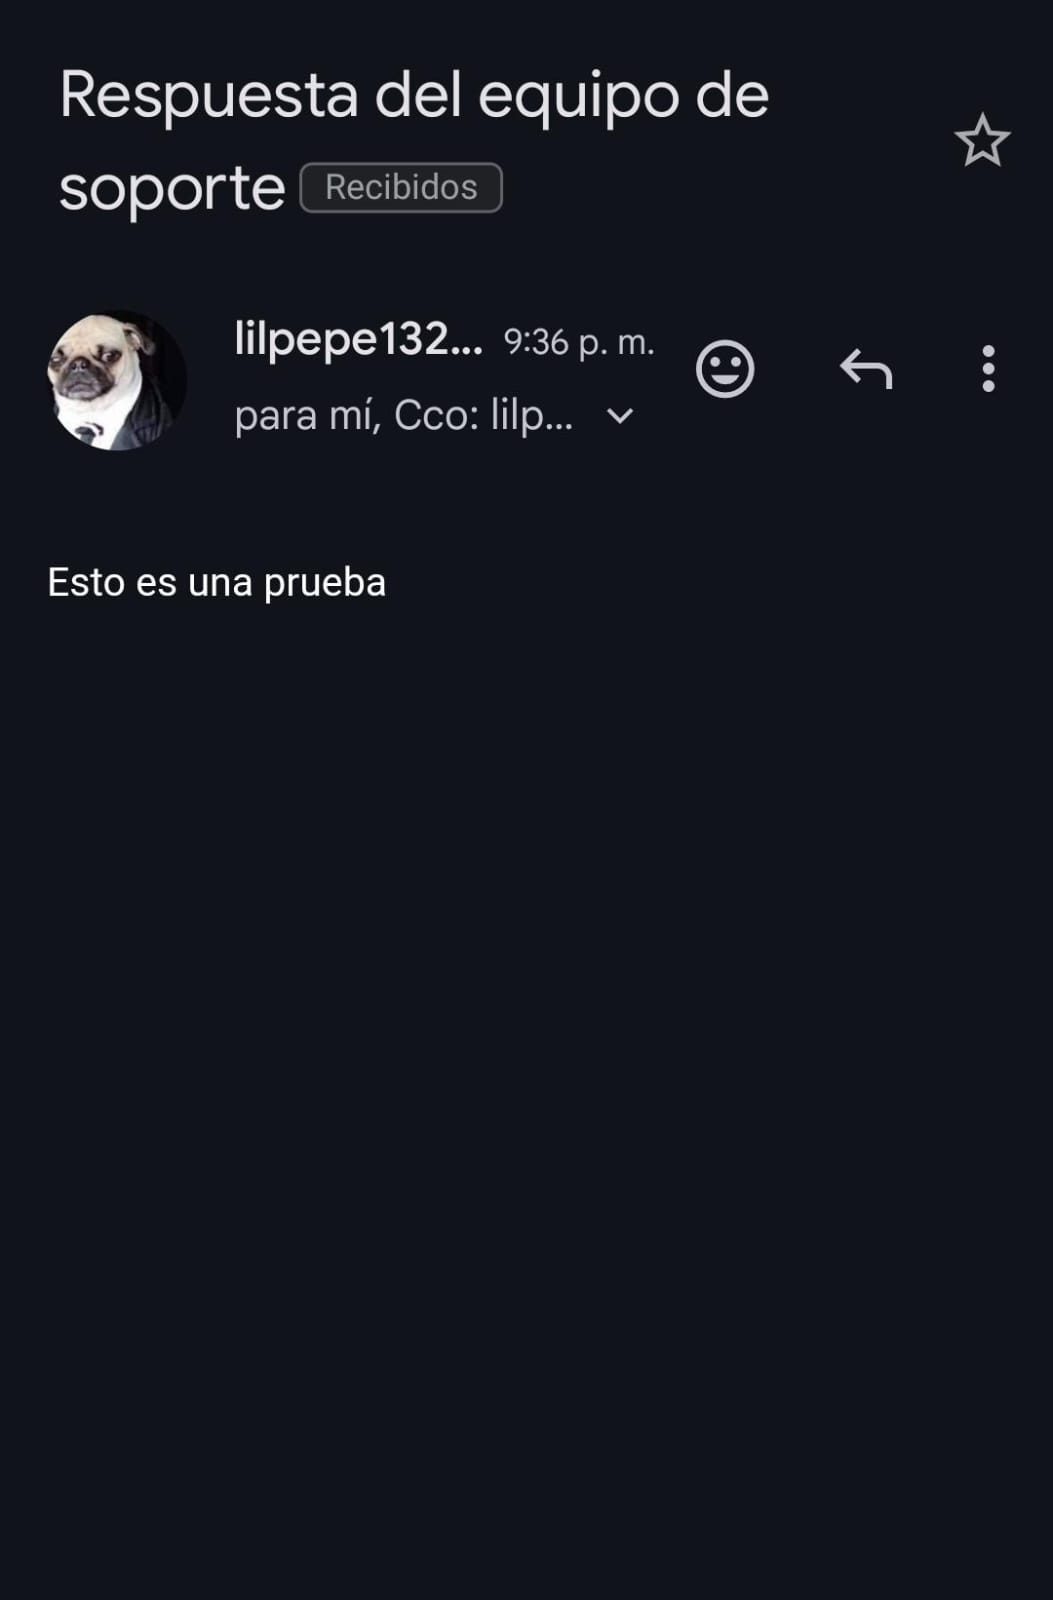 Respuesta del equipo de
soporte Recibidos
lilpepe132... 9:36 p. m.
para mí, Cco: lilp...
Esto es una prueba